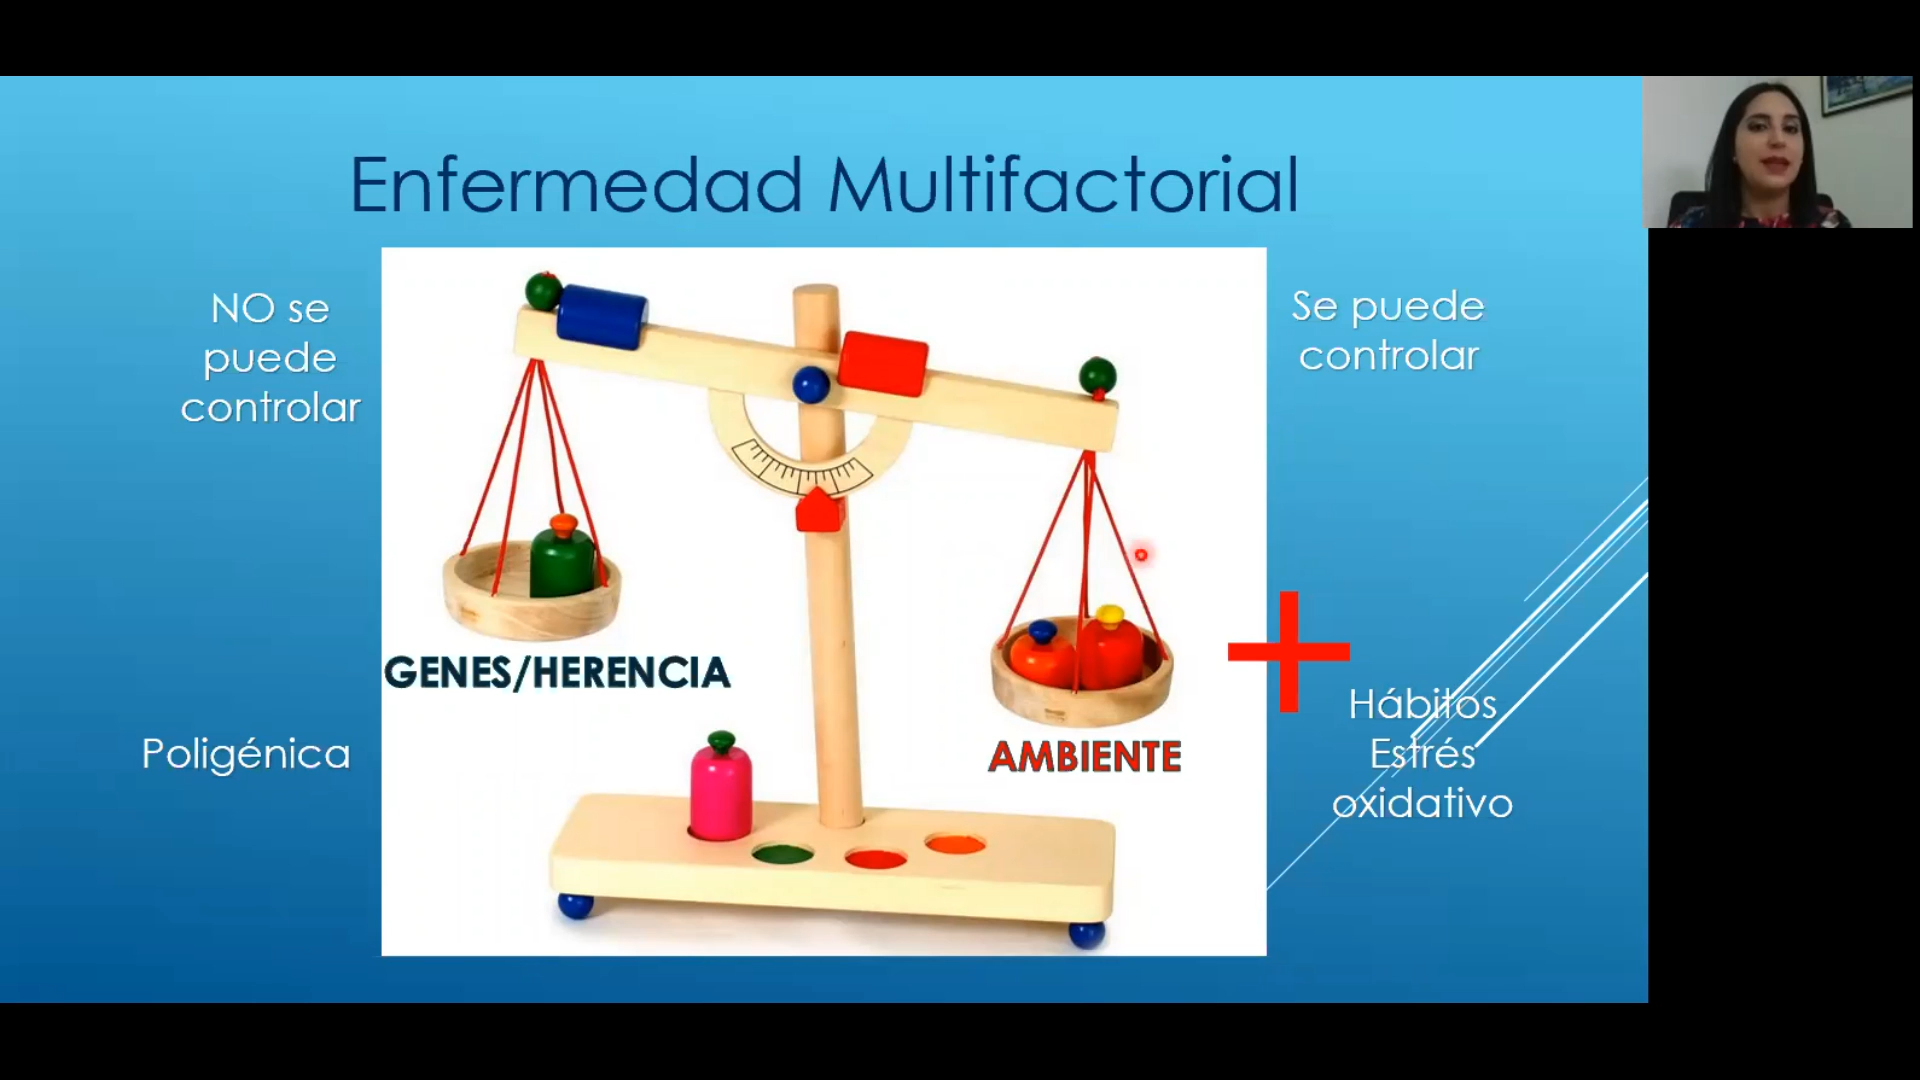 Enfermedad Multifactorial
NO se
puede
controlar
Se puede
controlar
GENES/HERENCIA
AMBIENTE
Poligénica
Hábitos
Estrés
oxidativo